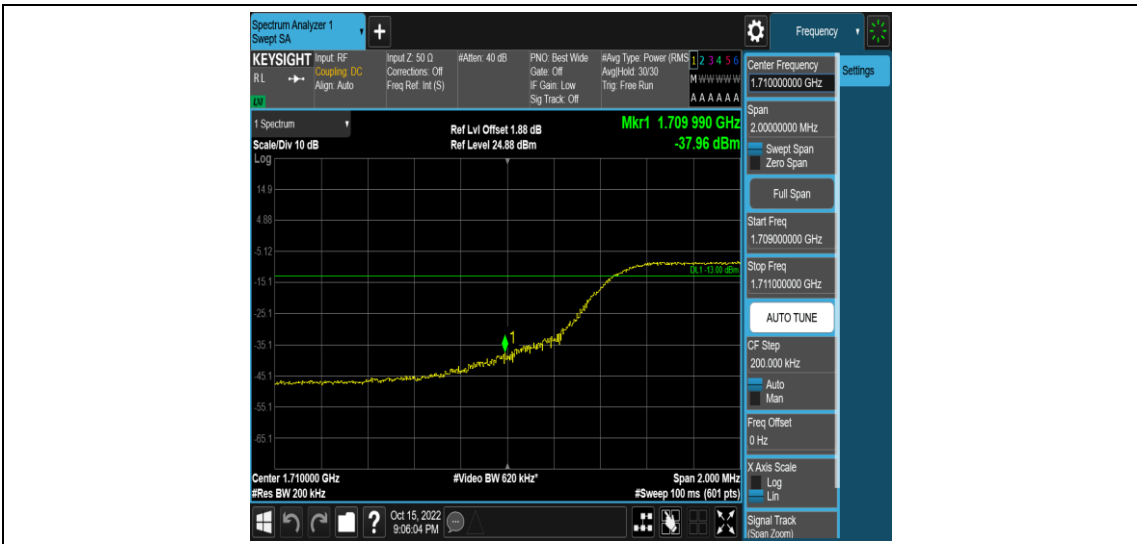 Spectrum Analyzer 1
Swept SA
+
Frequency
KEYSIGHT
RL
LXI
Input: RF
Coupling: DC
Align: Auto
Input Z: 50 Ω
Corrections: Off
Freq Ref: Int (S)
#Atten: 40 dB
PNO: Best Wide
Gate: Off
IF Gain: Low
Sig Track: Off
#Avg Type: Power (RMS
Avg|Hold: 30/30
Trig: Free Run
1 2 3 4 5 6
M W W W W W
A A A A A A
1 Spectrum
Scale/Div 10 dB
Ref Lvl Offset 1.88 dB
Ref Level 24.88 dBm
Mkr1 1.709 990 GHz
-37.96 dBm
Log
14.9
4.88
-5.12
-15.1
-25.1
-35.1
-45.1
-55.1
-65.1
DL1 -13.00 dBm
1
Center 1.710000 GHz
#Res BW 200 kHz
#Video BW 620 kHz*
Span 2.000 MHz
#Sweep 100 ms (601 pts)
?
Oct 15, 2022
9:06:04 PM
Center Frequency
1.710000000 GHz
Settings
Span
2.00000000 MHz
Swept Span
Zero Span
Full Span
Start Freq
1.709000000 GHz
Stop Freq
1.711000000 GHz
AUTO TUNE
CF Step
200.000 kHz
Auto
Man
Freq Offset
0 Hz
X Axis Scale
Log
Lin
Signal Track
(Span Zoom)